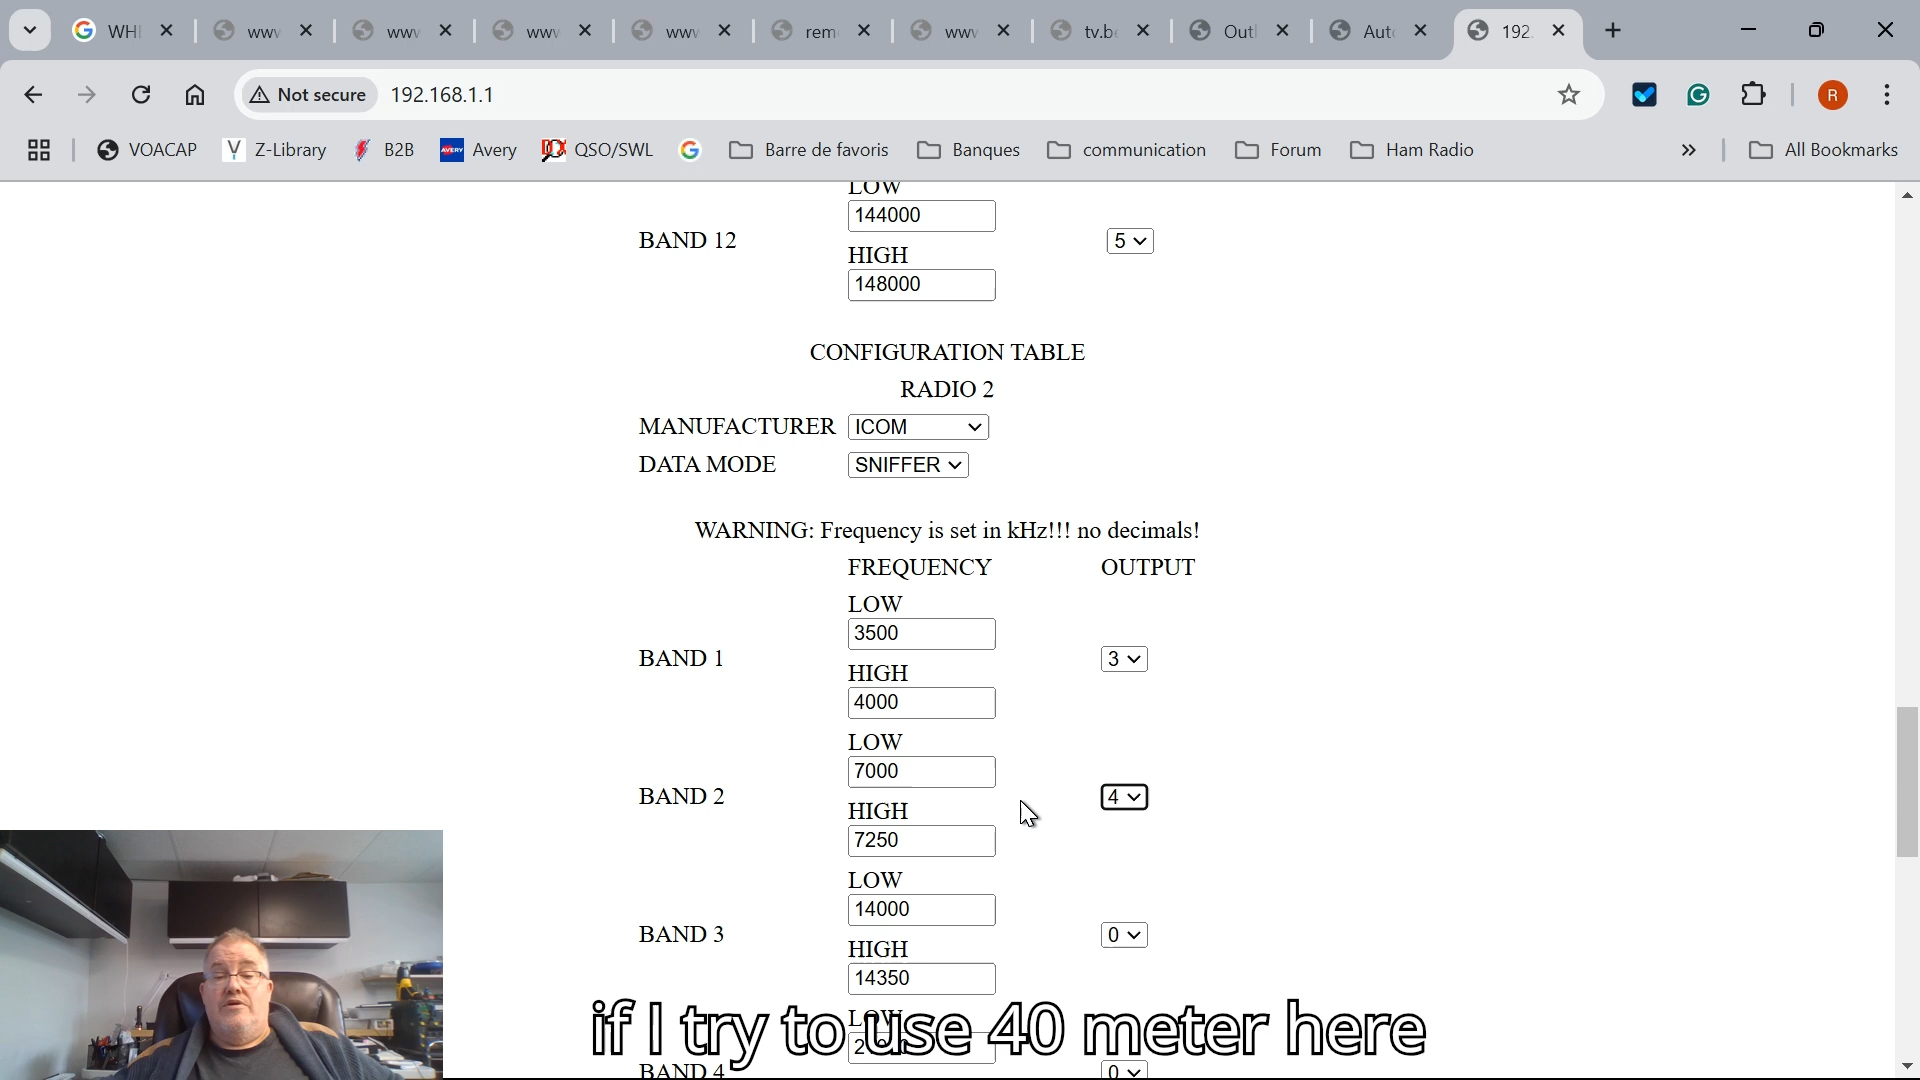 WH
www
www
www
www
rem
www
tv.b
Out
Aut
192.
Not secure 192.168.1.1
R
VOACAP Z-Library B2B AVERY Avery QSO/SWL Barre de favoris Banques communication Forum Ham Radio » All Bookmarks
LOW
144000
BAND 12 5
HIGH
148000
CONFIGURATION TABLE
RADIO 2
MANUFACTURER ICOM
DATA MODE SNIFFER
WARNING: Frequency is set in kHz!!! no decimals!
FREQUENCY OUTPUT
LOW
3500
BAND 1 3
HIGH
4000
LOW
7000
BAND 2 4
HIGH
7250
LOW
14000
BAND 3 0
HIGH
14350
LOW
if I try to use 40 meter here
BAND 4 0